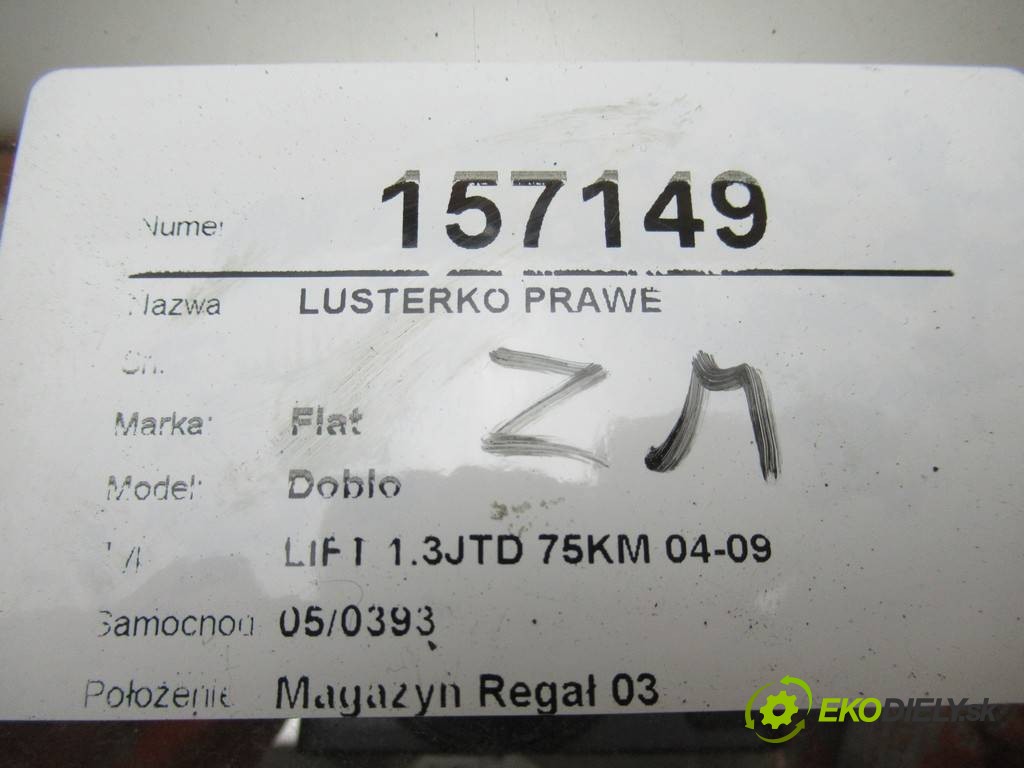 Numer 157149
Nazwa LUSTERKO PRAWE
ZM
Marka: Fiat
Model: Doblo
LIFT 1.3JTD 75KM 04-09
Samochod 05/0393
Położenie Magazyn Regał 03
EKODIELY.sk